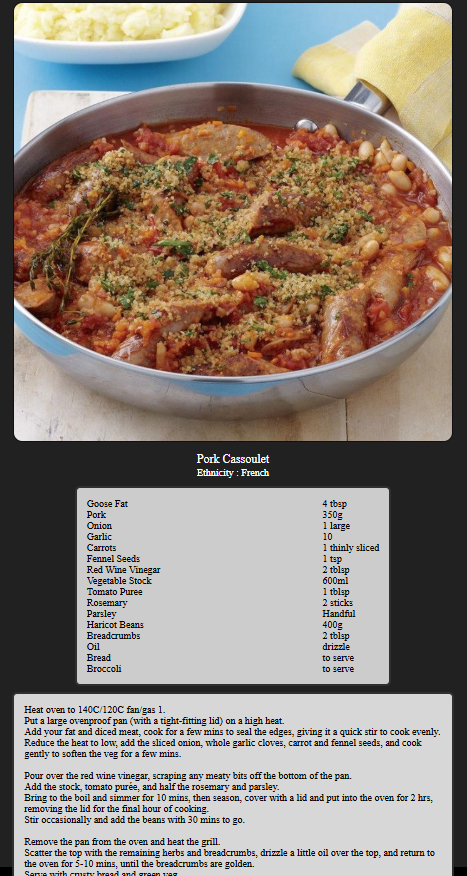 Pork Cassoulet
Ethnicity : French
Goose Fat 4 tbsp
Pork 350g
Onion 1 large
Garlic 10
Carrots 1 thinly sliced
Fennel Seeds 1 tsp
Red Wine Vinegar 2 tblsp
Vegetable Stock 600ml
Tomato Puree 1 tblsp
Rosemary 2 sticks
Parsley Handful
Haricot Beans 400g
Breadcrumbs 2 tblsp
Oil drizzle
Bread to serve
Broccoli to serve
Heat oven to 140C/120C fan/gas 1.
Put a large ovenproof pan (with a tight-fitting lid) on a high heat.
Add your fat and diced meat, cook for a few mins to seal the edges, giving it a quick stir to cook evenly.
Reduce the heat to low, add the sliced onion, whole garlic cloves, carrot and fennel seeds, and cook
gently to soften the veg for a few mins.
Pour over the red wine vinegar, scraping any meaty bits off the bottom of the pan.
Add the stock, tomato purée, and half the rosemary and parsley.
Bring to the boil and simmer for 10 mins, then season, cover with a lid and put into the oven for 2 hrs,
removing the lid for the final hour of cooking.
Stir occasionally and add the beans with 30 mins to go.
Remove the pan from the oven and heat the grill.
Scatter the top with the remaining herbs and breadcrumbs, drizzle a little oil over the top, and return to
the oven for 5-10 mins, until the breadcrumbs are golden.
Serve with crusty bread and green veg